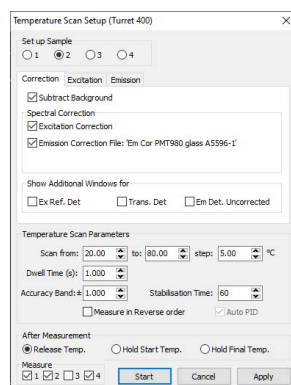 Temperature Scan Setup (Turret 400)
Set up Sample
1 2 3 4
Correction Excitation Emission
Subtract Background
Spectral Correction
Excitation Correction
Emission Correction File: 'Em Cor PMT980 glass A5596-1'
Show Additional Windows for
Ex Ref. Det Trans. Det Em Det. Uncorrected
Temperature Scan Parameters
Scan from: 20.00 to: 80.00 step: 5.00 °C
Dwell Time (s): 1.000
Accuracy Band: ± 1.000 Stabilisation Time: 60
Measure in Reverse order Auto PID
After Measurement
Release Temp. Hold Start Temp. Hold Final Temp.
Measure
1 2 3 4 Start Cancel Apply